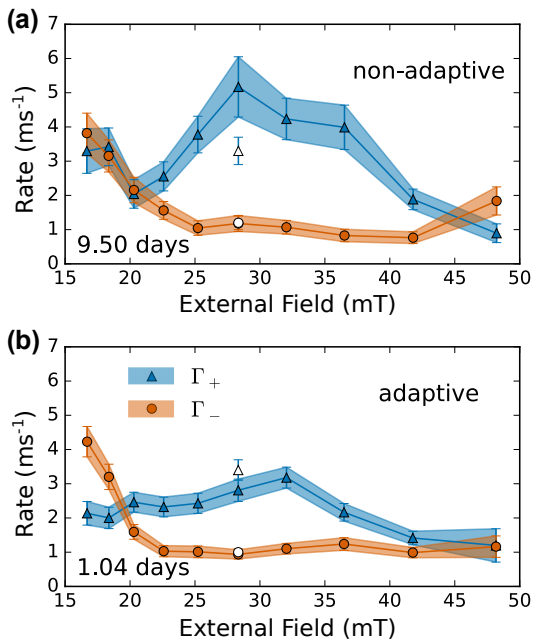 (a)
non-adaptive
9.50 days
7
6
5
4
3
2
1
0
Rate (ms⁻¹)
15 20 25 30 35 40 45 50
External Field (mT)
(b)
Γ₊
Γ₋
adaptive
1.04 days
7
6
5
4
3
2
1
0
Rate (ms⁻¹)
15 20 25 30 35 40 45 50
External Field (mT)